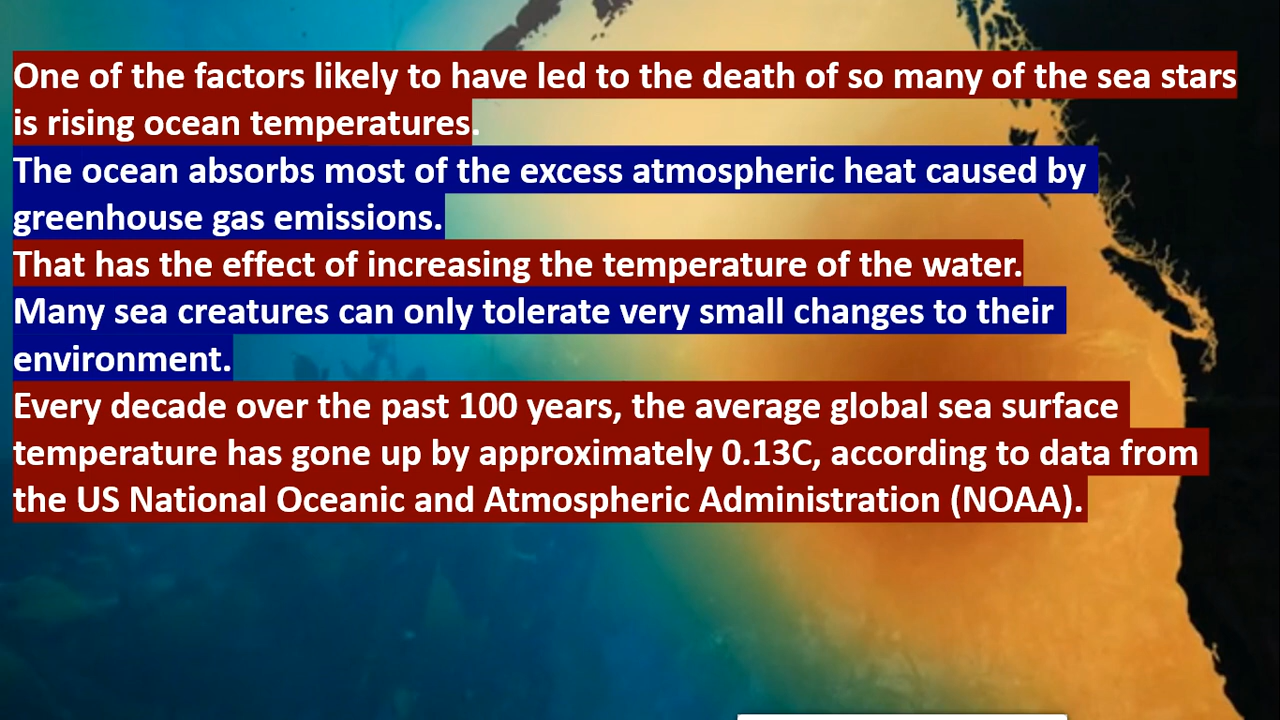 One of the factors likely to have led to the death of so many of the sea stars
is rising ocean temperatures.
The ocean absorbs most of the excess atmospheric heat caused by
greenhouse gas emissions.
That has the effect of increasing the temperature of the water.
Many sea creatures can only tolerate very small changes to their
environment.
Every decade over the past 100 years, the average global sea surface
temperature has gone up by approximately 0.13C, according to data from
the US National Oceanic and Atmospheric Administration (NOAA).